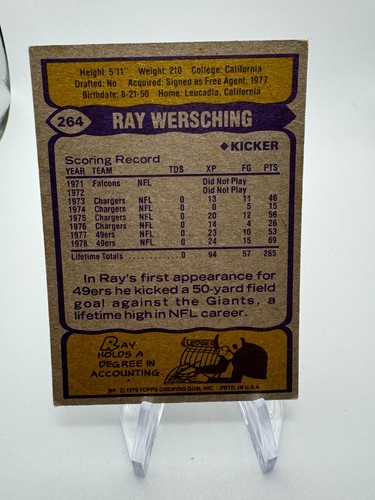 Height: 5'11" Weight: 210 College: California
Drafted: No Acquired: Signed as Free Agent, 1977
Birthdate: 8-21-50 Home: Leucadia, California
264 RAY WERSCHING
◆KICKER
Scoring Record
YEAR TEAM TDS XP FG PTS
1971 Falcons NFL Did Not Play
1972 Did Not Play
1973 Chargers NFL 0 13 11 46
1974 Chargers NFL 0 0 5 15
1975 Chargers NFL 0 20 12 56
1976 Chargers NFL 0 14 4 26
1977 49ers NFL 0 23 10 53
1978 49ers NFL 0 24 15 69
Lifetime Totals ............ 0 94 57 265
In Ray's first appearance for
49ers he kicked a 50-yard field
goal against the Giants, a
lifetime high in NFL career.
RAY
HOLDS A
DEGREE IN
ACCOUNTING
© 1979 TOPPS CHEWING GUM, INC. PRTD. IN U.S.A.